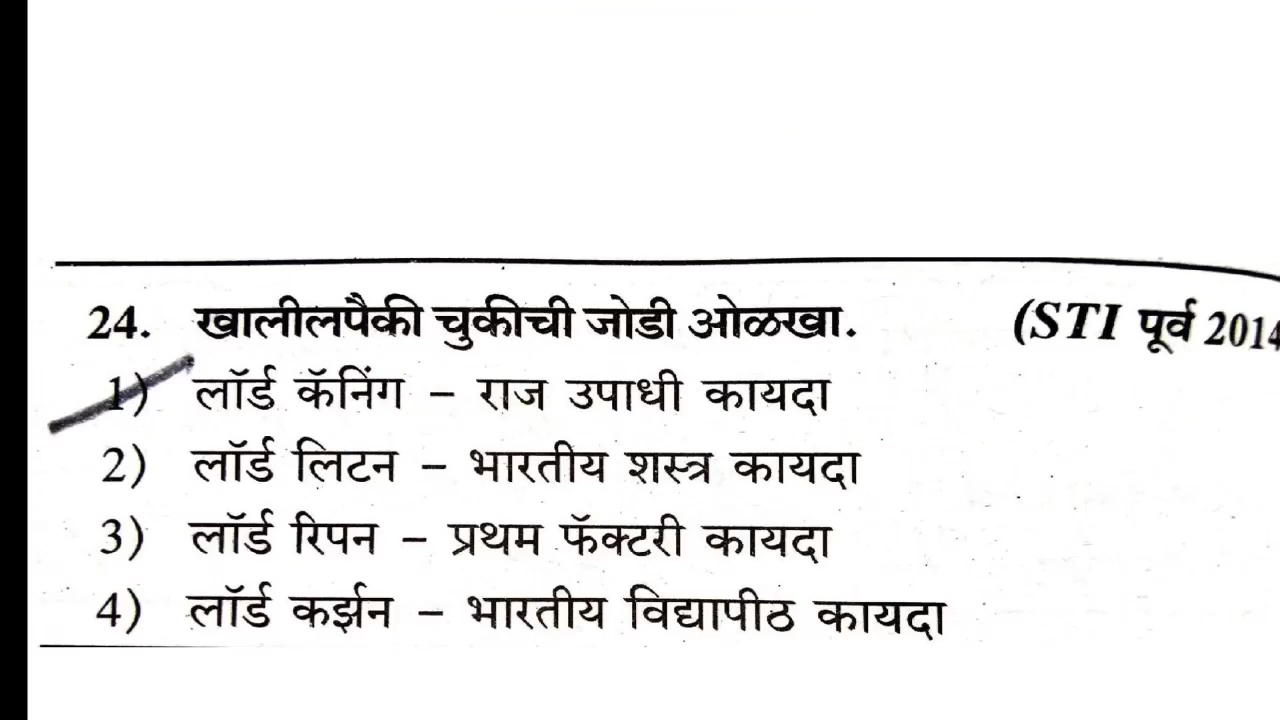 24. खालीलपैकी चुकीची जोडी ओळखा. (STI पूर्व 2014
1) लॉर्ड कॅनिंग – राज उपाधी कायदा
2) लॉर्ड लिटन – भारतीय शस्त्र कायदा
3) लॉर्ड रिपन – प्रथम फॅक्टरी कायदा
4) लॉर्ड कर्झन – भारतीय विद्यापीठ कायदा